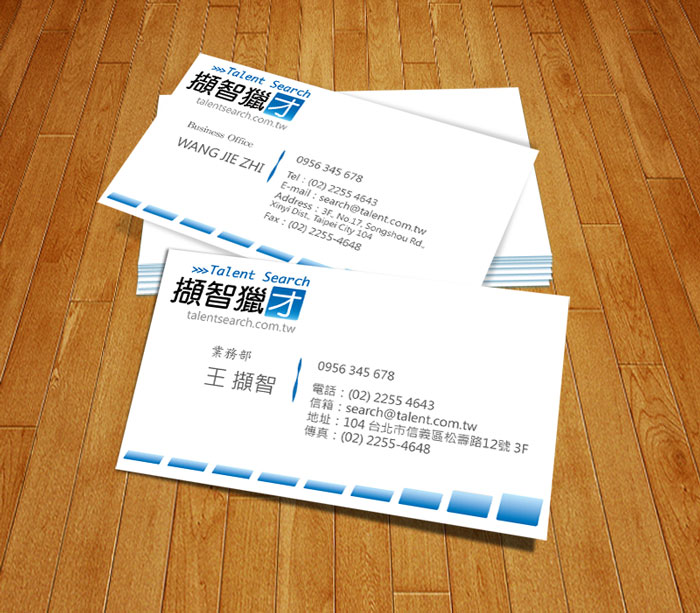 >>>Talent Search
擷智獵才
talentsearch.com.tw
Business Office
WANG JIE ZHI
0956 345 678
Tel : (02) 2255 4643
E-mail : search@talent.com.tw
Address : 3F, No.17, Songshou Rd.,
Xinyi Dist., Taipei City 104
Fax : (02) 2255-4648
>>>Talent Search
擷智獵才
talentsearch.com.tw
業務部
王 擷智
0956 345 678
電話 : (02) 2255 4643
信箱 : search@talent.com.tw
地址 : 104 台北市信義區松壽路12號 3F
傳真 : (02) 2255-4648